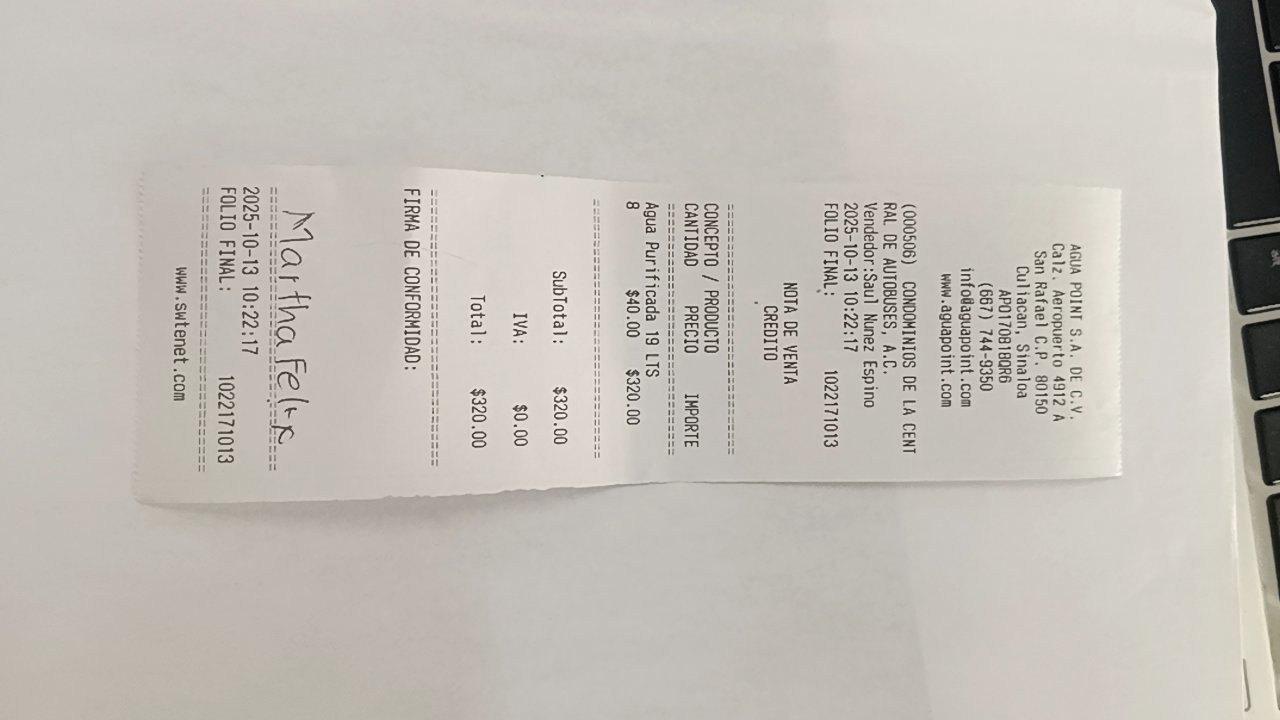 AGUA POINT S.A. DE C.V.
Calz. Aeropuerto 4912 A
San Rafael C.P. 80150
Culiacan, Sinaloa
APO170818QR6
(667) 744-9350
info@aguapoint.com
www.aguapoint.com
(000506) CONDOMINIOS DE LA CENT
RAL DE AUTOBUSES, A.C.
Vendedor:Saul Nunez Espino
2025-10-13 10:22:17
FOLIO FINAL: 1022171013
NOTA DE VENTA
CREDITO
==============================
CONCEPTO / PRODUCTO
CANTIDAD PRECIO IMPORTE
==============================
Agua Purificada 19 LTS
8 $40.00 $320.00
==============================
SubTotal: $320.00
IVA: $0.00
Total: $320.00
==============================
FIRMA DE CONFORMIDAD:
Martha Felix
==============================
2025-10-13 10:22:17
FOLIO FINAL: 1022171013
==============================
www.swtenet.com